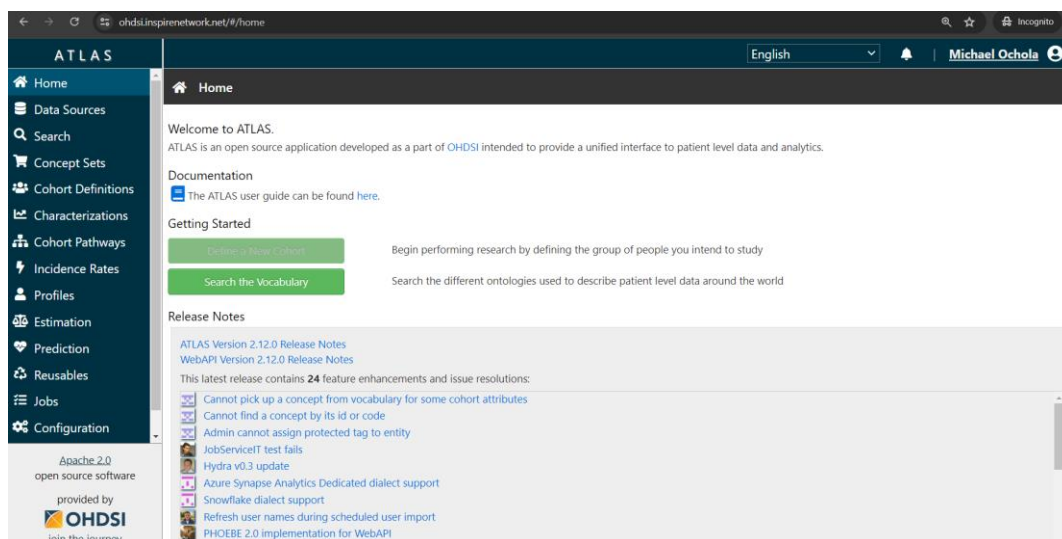 ohdsi.inspirenetwork.net/#/home
Incognito
ATLAS
English
Michael Ochola
Home
Data Sources
Search
Concept Sets
Cohort Definitions
Characterizations
Cohort Pathways
Incidence Rates
Profiles
Estimation
Prediction
Reusables
Jobs
Configuration
Apache 2.0
open source software
provided by
OHDSI
join the journey
Home
Welcome to ATLAS.
ATLAS is an open source application developed as a part of OHDSI intended to provide a unified interface to patient level data and analytics.
Documentation
The ATLAS user guide can be found here.
Getting Started
Define a New Cohort
Begin performing research by defining the group of people you intend to study
Search the Vocabulary
Search the different ontologies used to describe patient level data around the world
Release Notes
ATLAS Version 2.12.0 Release Notes
WebAPI Version 2.12.0 Release Notes
This latest release contains 24 feature enhancements and issue resolutions:
Cannot pick up a concept from vocabulary for some cohort attributes
Cannot find a concept by its id or code
Admin cannot assign protected tag to entity
JobServiceIT test fails
Hydra v0.3 update
Azure Synapse Analytics Dedicated dialect support
Snowflake dialect support
Refresh user names during scheduled user import
PHOEBE 2.0 implementation for WebAPI